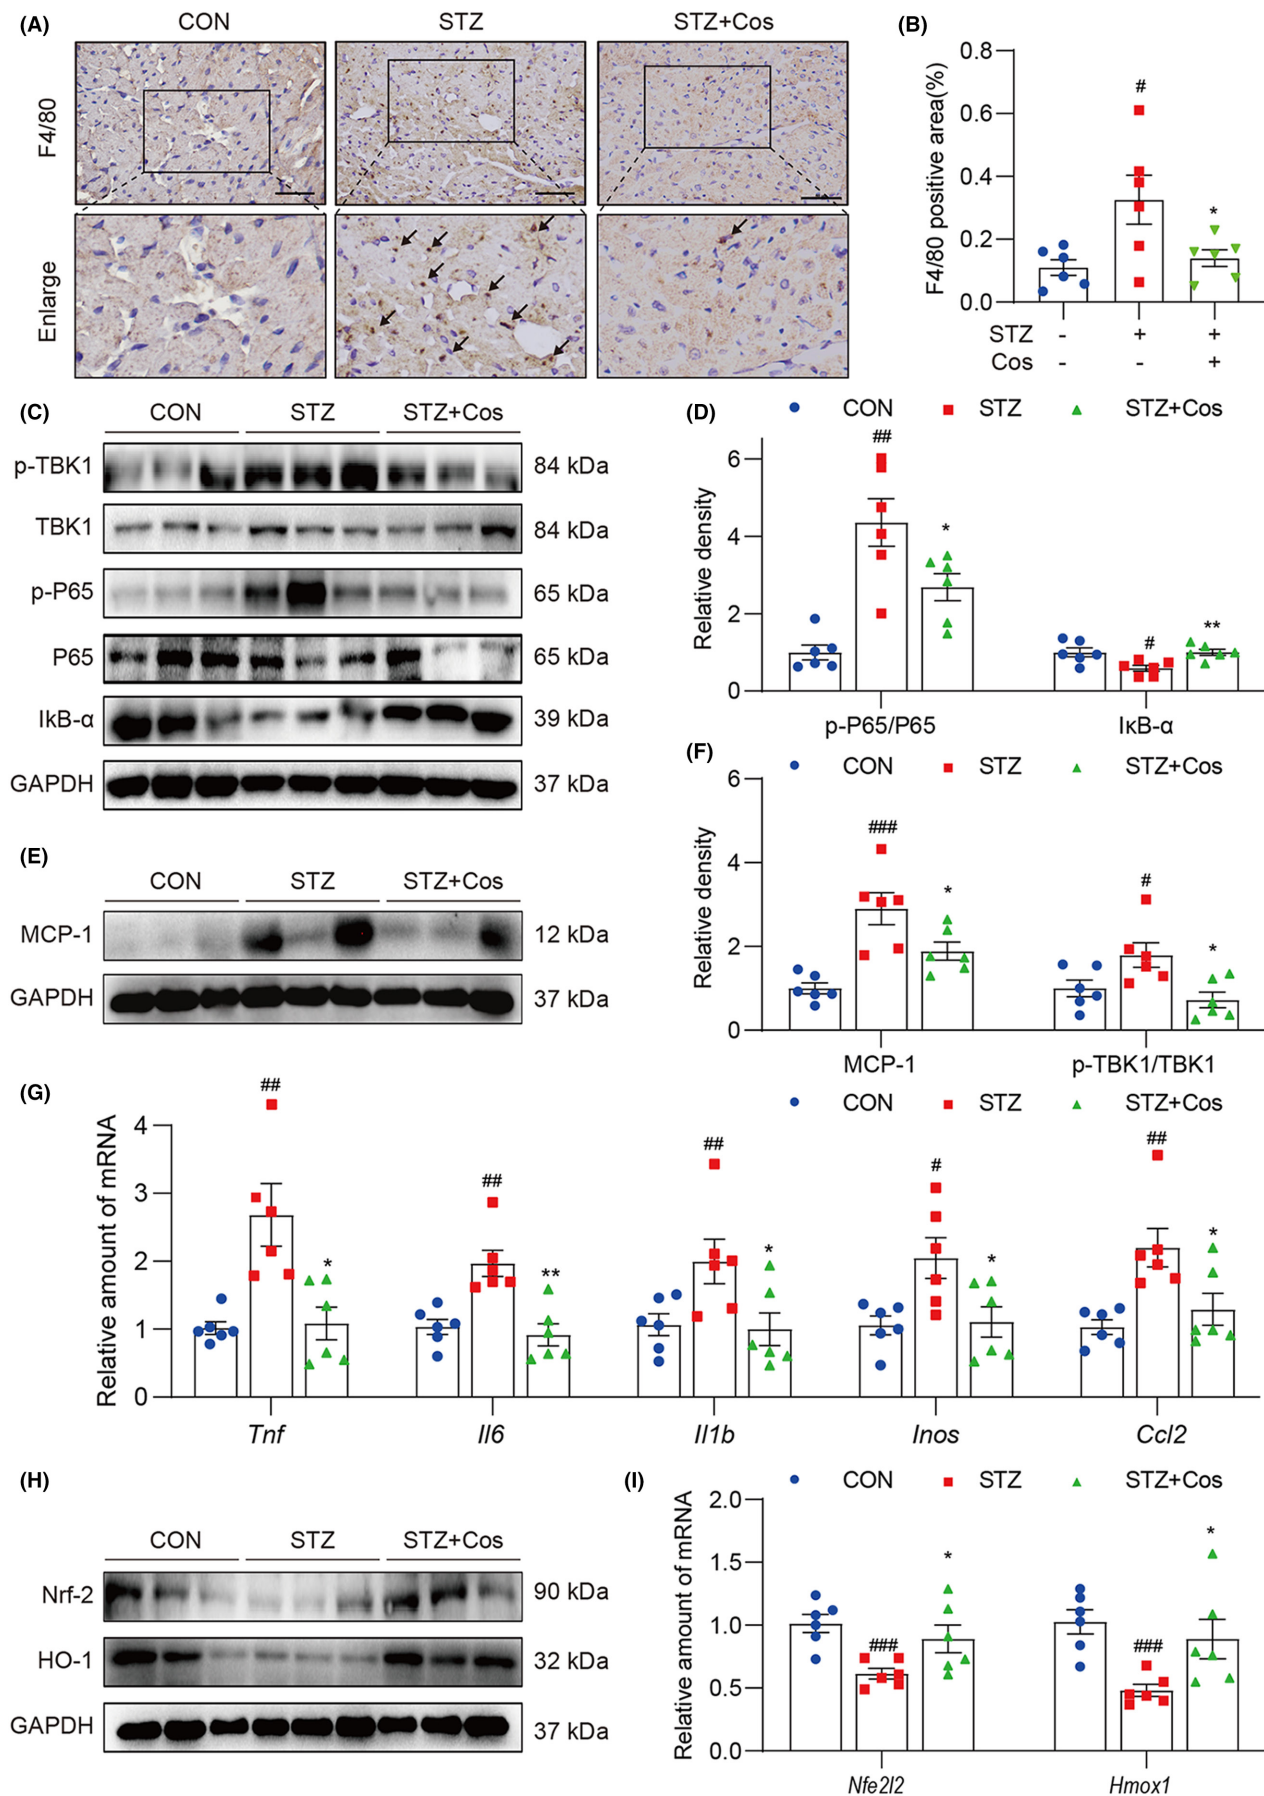 (A) CON STZ STZ+Cos
F4/80
Enlarge
(B)
F4/80 positive area(%)
0.8
0.6
0.4
0.2
0.0
#
*
STZ - + +
Cos - - +
(C) CON STZ STZ+Cos
p-TBK1 84 kDa
TBK1 84 kDa
p-P65 65 kDa
P65 65 kDa
IkB-α 39 kDa
GAPDH 37 kDa
(D) CON STZ STZ+Cos
Relative density
6
4
2
0
## * # **
p-P65/P65 IκB-α
(E) CON STZ STZ+Cos
MCP-1 12 kDa
GAPDH 37 kDa
(F) CON STZ STZ+Cos
Relative density
6
4
2
0
### * # *
MCP-1 p-TBK1/TBK1
(G) CON STZ STZ+Cos
Relative amount of mRNA
4
3
2
1
0
## * ## ** ## * # * ## *
Tnf Il6 Il1b Inos Ccl2
(H) CON STZ STZ+Cos
Nrf-2 90 kDa
HO-1 32 kDa
GAPDH 37 kDa
(I) CON STZ STZ+Cos
Relative amount of mRNA
2.0
1.5
1.0
0.5
0.0
### * ### *
Nfe2l2 Hmox1